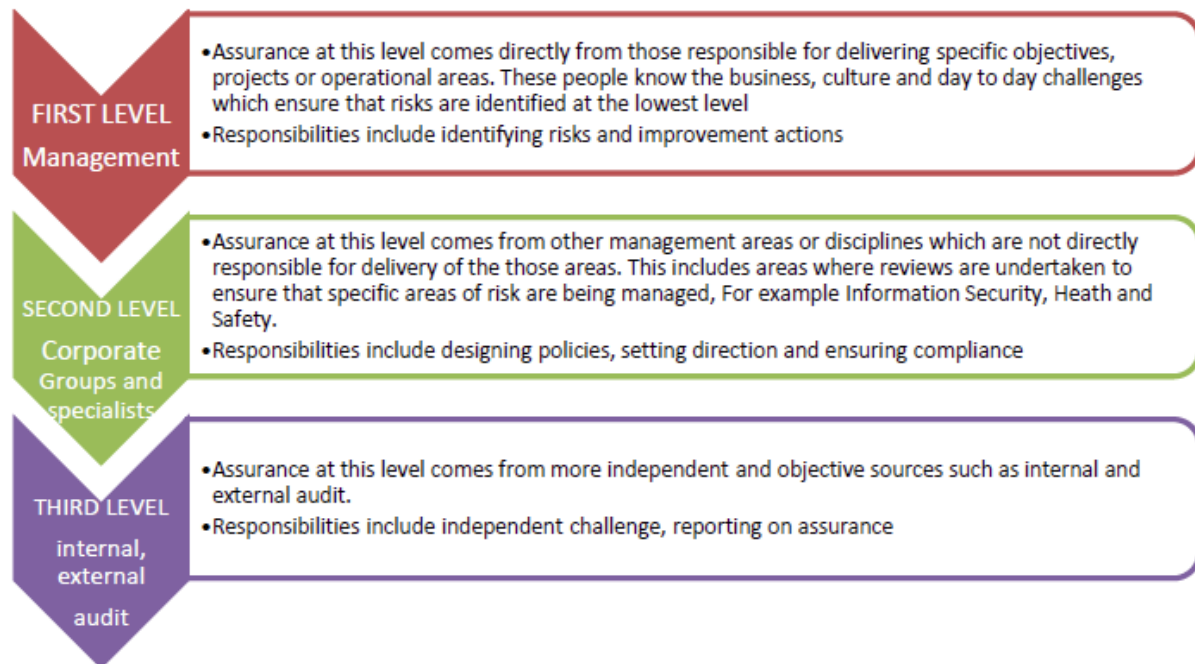 FIRST LEVEL
Management
•Assurance at this level comes directly from those responsible for delivering specific objectives,
projects or operational areas. These people know the business, culture and day to day challenges
which ensure that risks are identified at the lowest level
•Responsibilities include identifying risks and improvement actions
SECOND LEVEL
Corporate
Groups and
specialists
•Assurance at this level comes from other management areas or disciplines which are not directly
responsible for delivery of the those areas. This includes areas where reviews are undertaken to
ensure that specific areas of risk are being managed, For example Information Security, Heath and
Safety.
•Responsibilities include designing policies, setting direction and ensuring compliance
THIRD LEVEL
internal,
external
audit
•Assurance at this level comes from more independent and objective sources such as internal and
external audit.
•Responsibilities include independent challenge, reporting on assurance